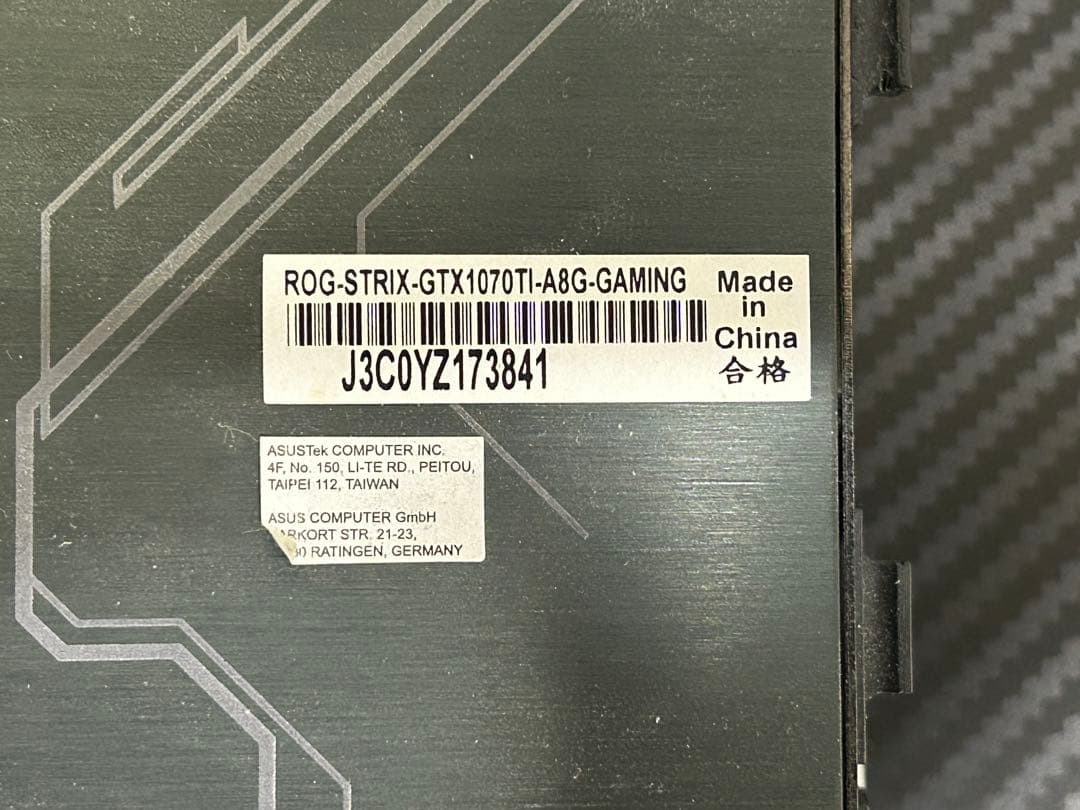 ROG-STRIX-GTX1070TI-A8G-GAMING
J3C0YZ173841
Made
in
China
合格
ASUSTek COMPUTER INC.
4F, No. 150, LI-TE RD., PEITOU,
TAIPEI 112, TAIWAN
ASUS COMPUTER GmbH
STR. 21-23,
RATINGEN, GERMANY